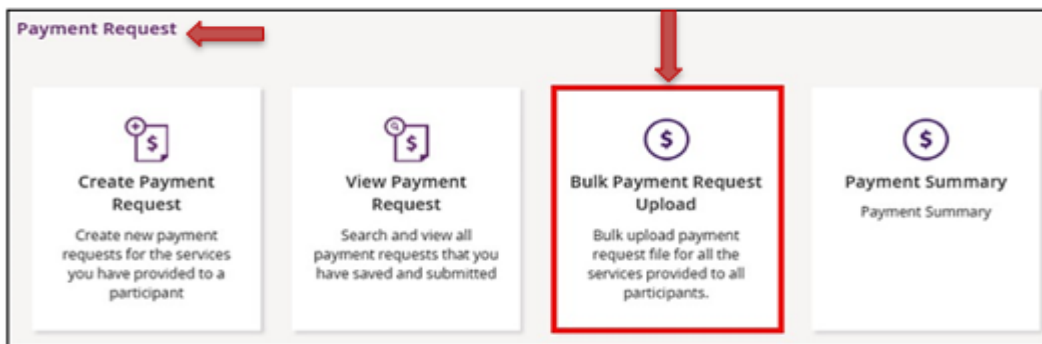 Payment Request
Create Payment
Request
Create new payment
requests for the services
you have provided to a
participant
View Payment
Request
Search and view all
payment requests that you
have saved and submitted
Bulk Payment Request
Upload
Bulk upload payment
request file for all the
services provided to all
participants.
Payment Summary
Payment Summary